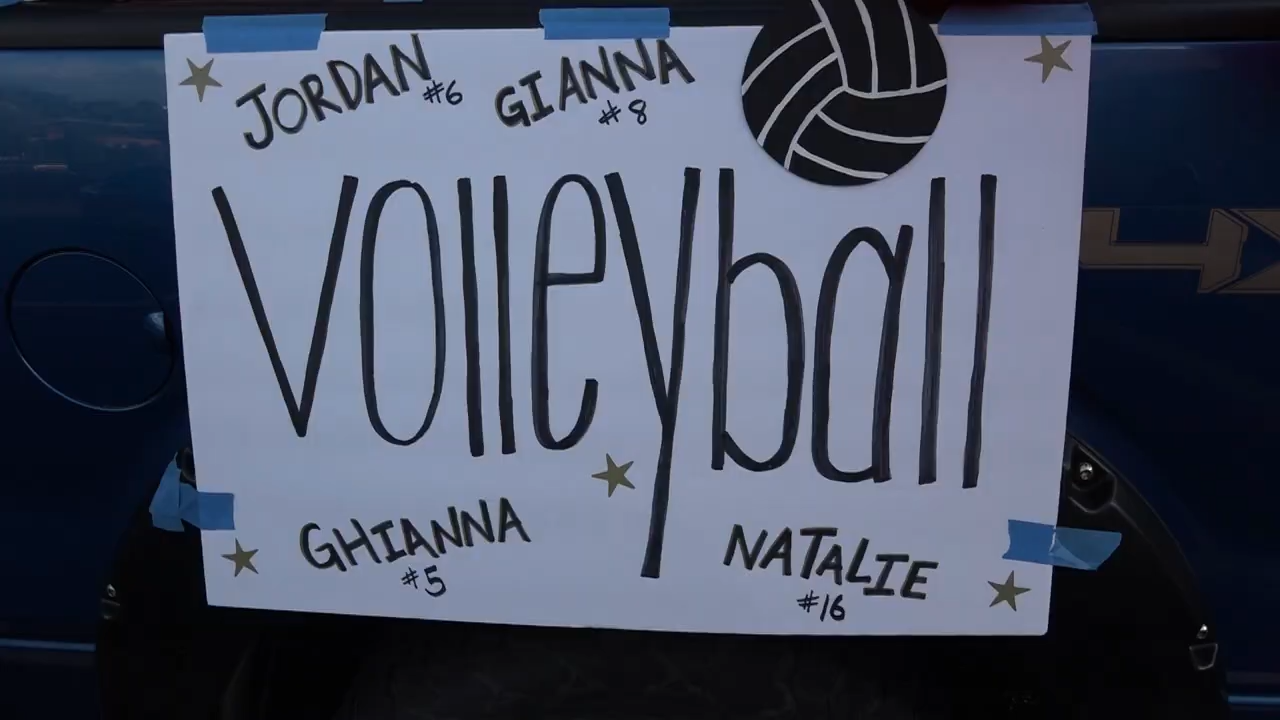 JORDAN
#6
GIANNA
#8
Volleyball
GHIANNA
#5
NATALIE
#16